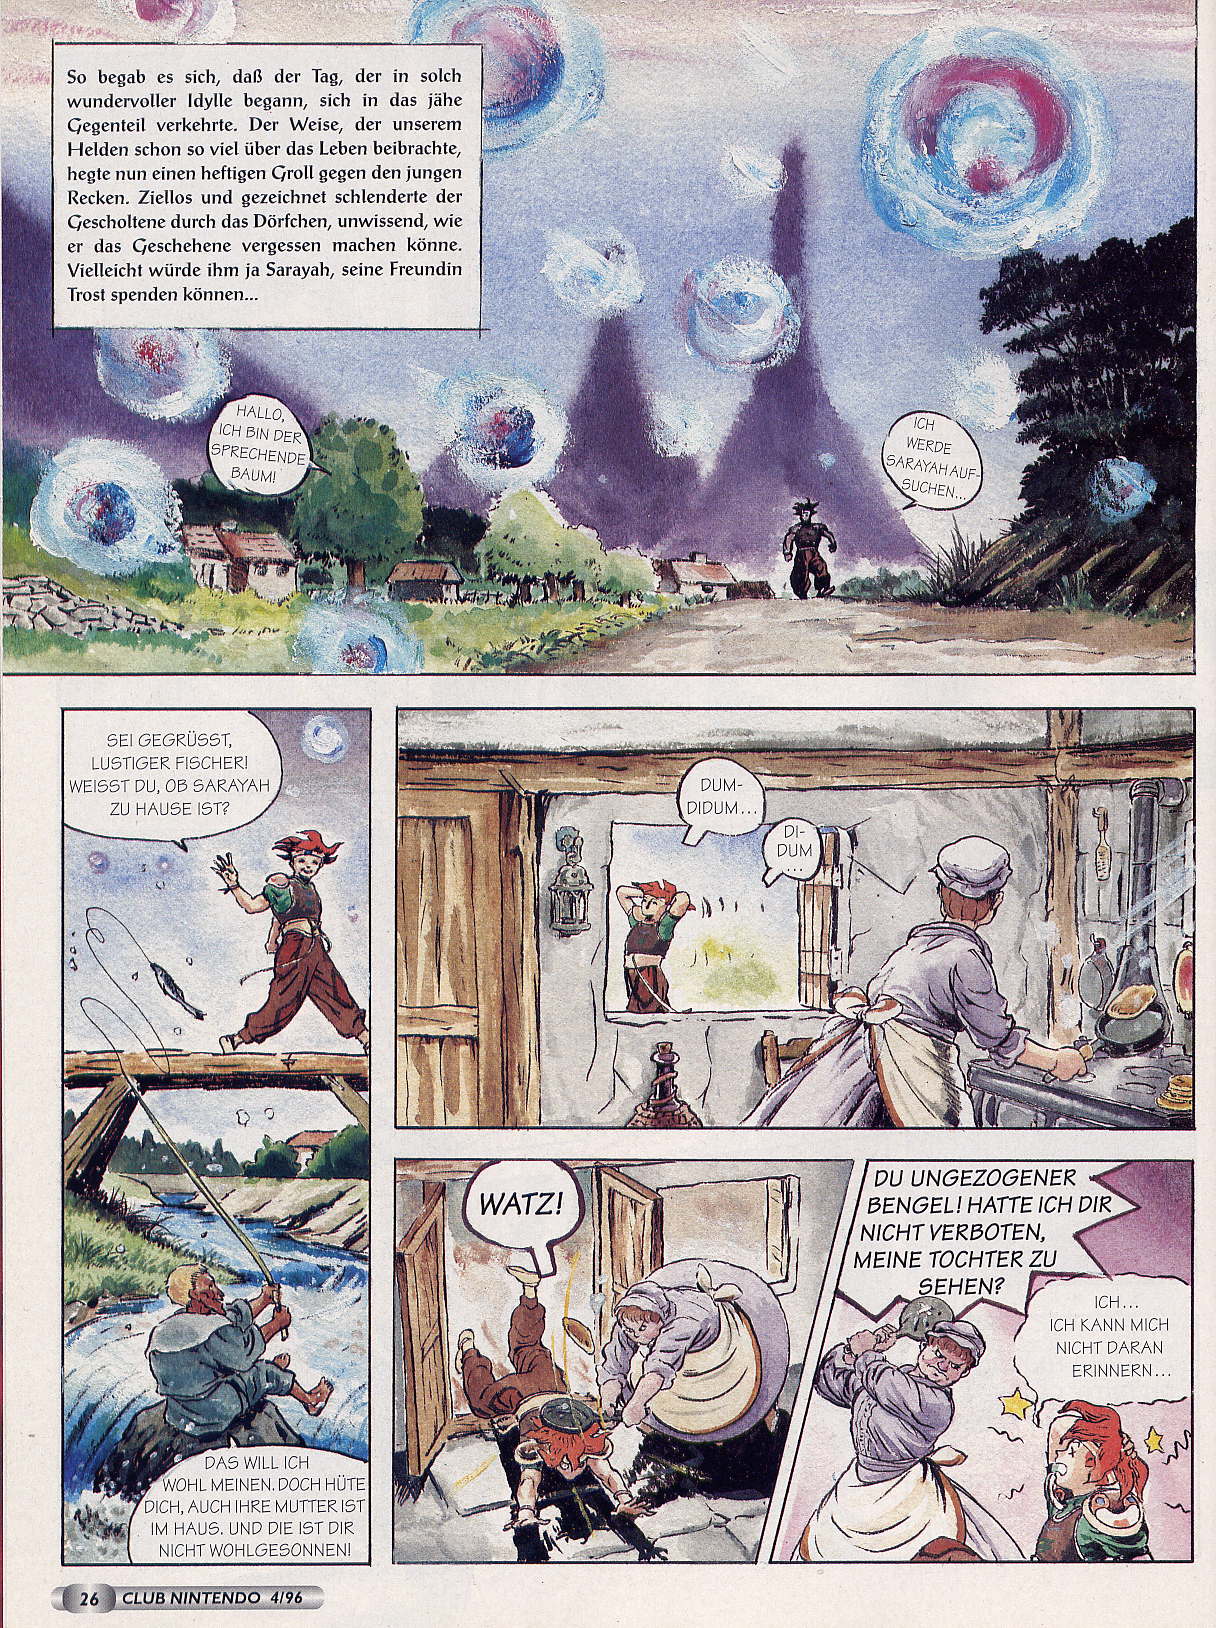 So begab es sich, daß der Tag, der in solch
wundervoller Idylle begann, sich in das jähe
Gegenteil verkehrte. Der Weise, der unserem
Helden schon so viel über das Leben beibrachte,
hegte nun einen heftigen Groll gegen den jungen
Recken. Ziellos und gezeichnet schlenderte der
Gescholtene durch das Dörfchen, unwissend, wie
er das Geschehene vergessen machen könne.
Vielleicht würde ihm ja Sarayah, seine Freundin
Trost spenden können...
HALLO,
ICH BIN DER
SPRECHENDE
BAUM!
ICH
WERDE
SARAYAH AUF-
SUCHEN...
SEI GEGRÜSST,
LUSTIGER FISCHER!
WEISST DU, OB SARAYAH
ZU HAUSE IST?
DAS WILL ICH
WOHL MEINEN. DOCH HÜTE
DICH, AUCH IHRE MUTTER IST
IM HAUS. UND DIE IST DIR
NICHT WOHLGESONNEN!
DUM-
DIDUM...
DI-
DUM
...
WATZ!
DU UNGEZOGENER
BENGEL! HATTE ICH DIR
NICHT VERBOTEN,
MEINE TOCHTER ZU
SEHEN?
ICH...
ICH KANN MICH
NICHT DARAN
ERINNERN...
26 CLUB NINTENDO 4/96